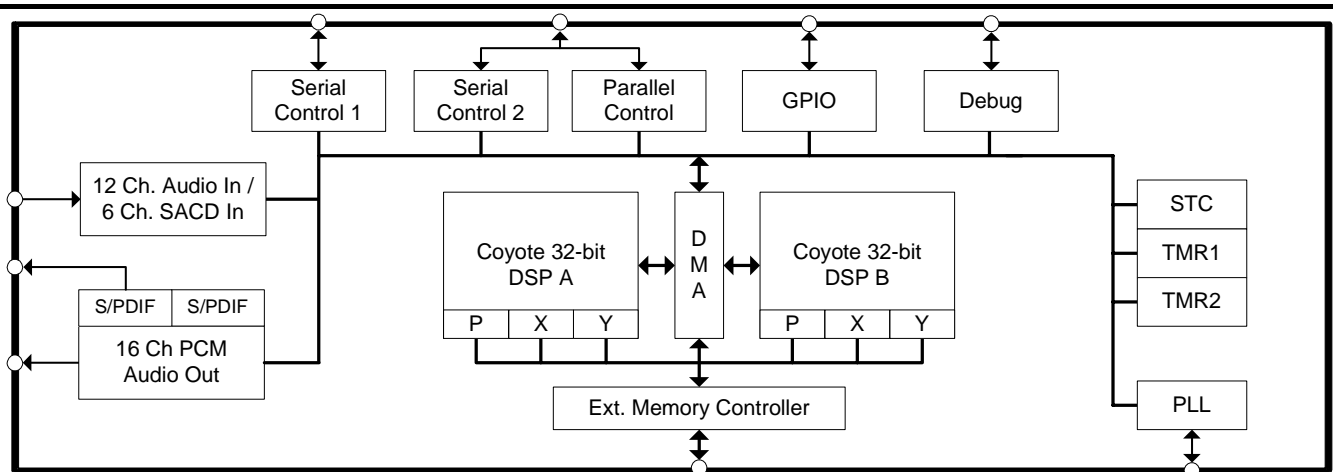 Serial
Control 1
Serial
Control 2
Parallel
Control
GPIO
Debug
12 Ch. Audio In /
6 Ch. SACD In
S/PDIF
S/PDIF
16 Ch PCM
Audio Out
Coyote 32-bit
DSP A
P
X
Y
D
M
A
Coyote 32-bit
DSP B
P
X
Y
Ext. Memory Controller
STC
TMR1
TMR2
PLL